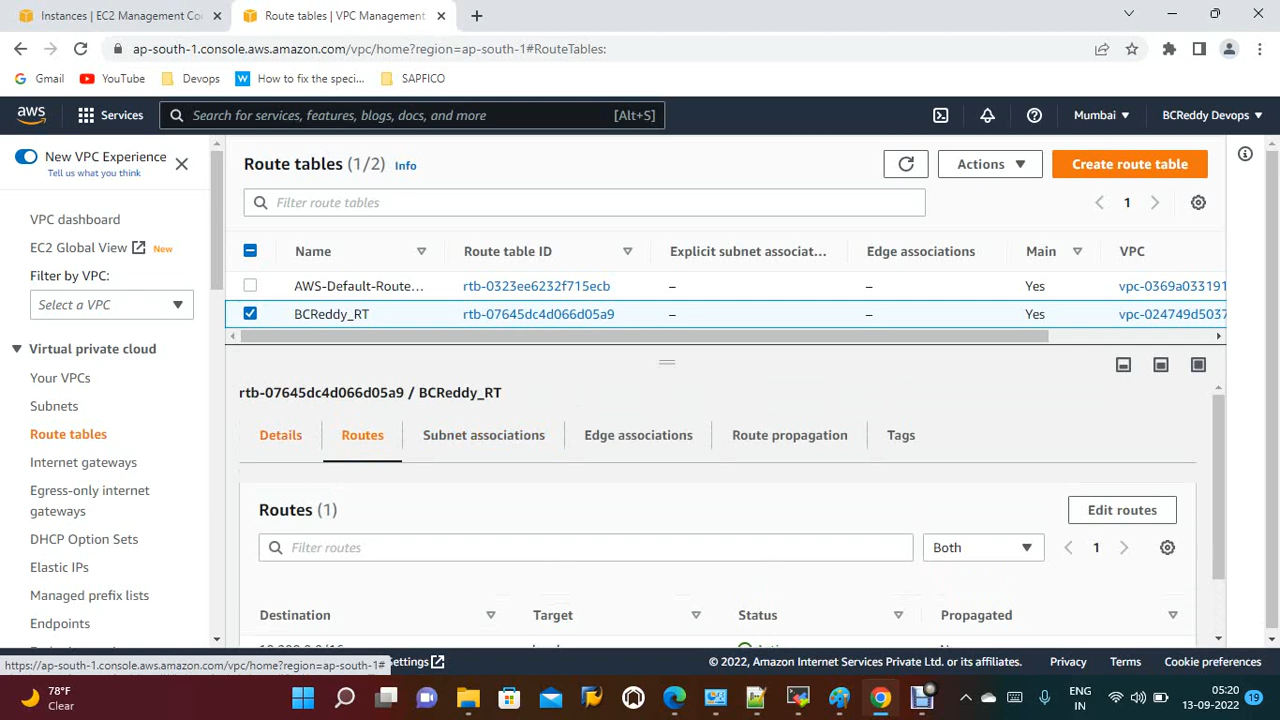 Instances | EC2 Management Co
Route tables | VPC Management
ap-south-1.console.aws.amazon.com/vpc/home?region=ap-south-1#RouteTables:
Gmail
YouTube
Devops
How to fix the speci...
SAPFICO
aws
Services
Search for services, features, blogs, docs, and more
[Alt+S]
Mumbai
BCReddy Devops
New VPC Experience
Tell us what you think
VPC dashboard
EC2 Global View
New
Filter by VPC:
Select a VPC
Virtual private cloud
Your VPCs
Subnets
Route tables
Internet gateways
Egress-only internet
gateways
DHCP Option Sets
Elastic IPs
Managed prefix lists
Endpoints
Route tables (1/2)
Info
Actions
Create route table
Filter route tables
1
Name
Route table ID
Explicit subnet associat...
Edge associations
Main
VPC
AWS-Default-Route...
rtb-0323ee6232f715ecb
–
–
Yes
vpc-0369a033191
BCReddy_RT
rtb-07645dc4d066d05a9
–
–
Yes
vpc-024749d5037
rtb-07645dc4d066d05a9 / BCReddy_RT
Details
Routes
Subnet associations
Edge associations
Route propagation
Tags
Routes (1)
Edit routes
Filter routes
Both
1
Destination
Target
Status
Propagated
https://ap-south-1.console.aws.amazon.com/vpc/home?region=ap-south-1#
ettings
© 2022, Amazon Internet Services Private Ltd. or its affiliates.
Privacy
Terms
Cookie preferences
78°F
Clear
ENG
IN
05:20
13-09-2022
19